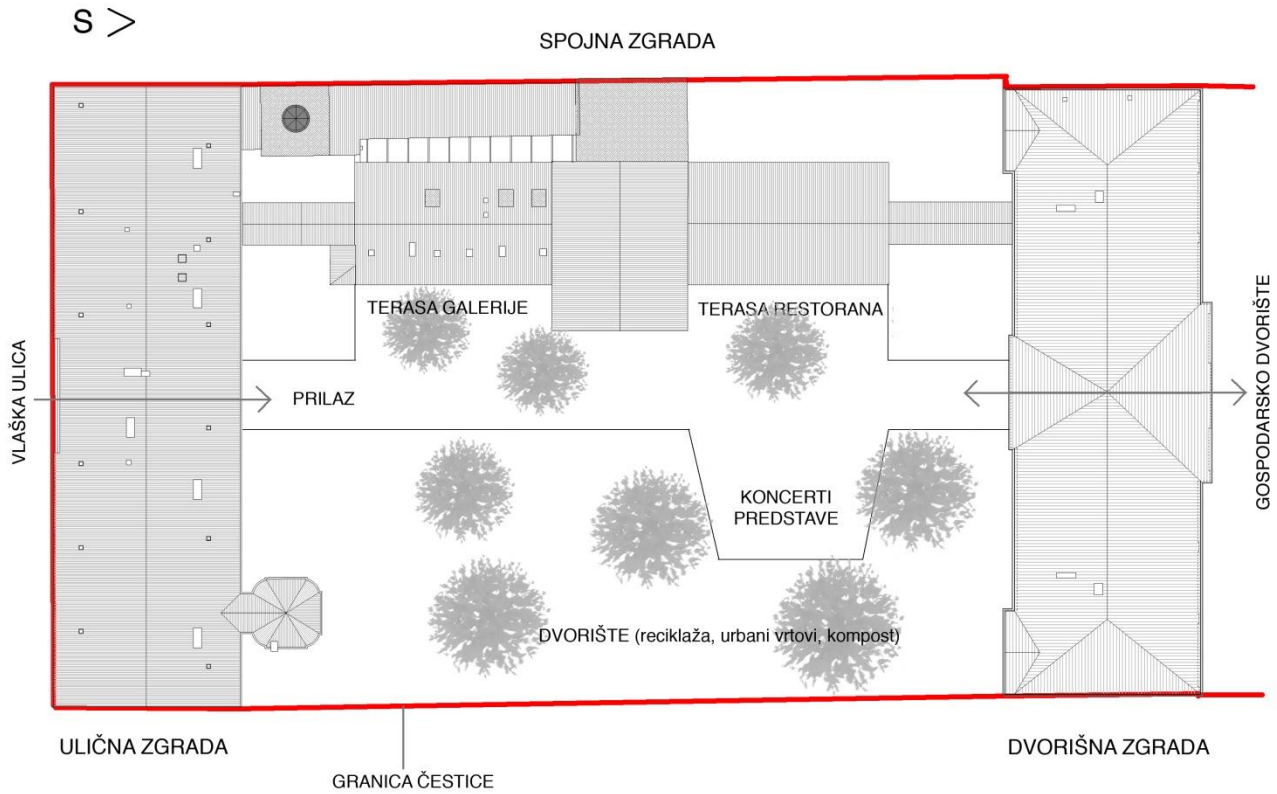 S >
SPOJNA ZGRADA
TERASA GALERIJE
TERASA RESTORANA
VLAŠKA ULICA
PRILAZ
GOSPODARSKO DVORIŠTE
KONCERTI
PREDSTAVE
DVORIŠTE (reciklaža, urbani vrtovi, kompost)
ULIČNA ZGRADA
DVORIŠNA ZGRADA
GRANICA ČESTICE